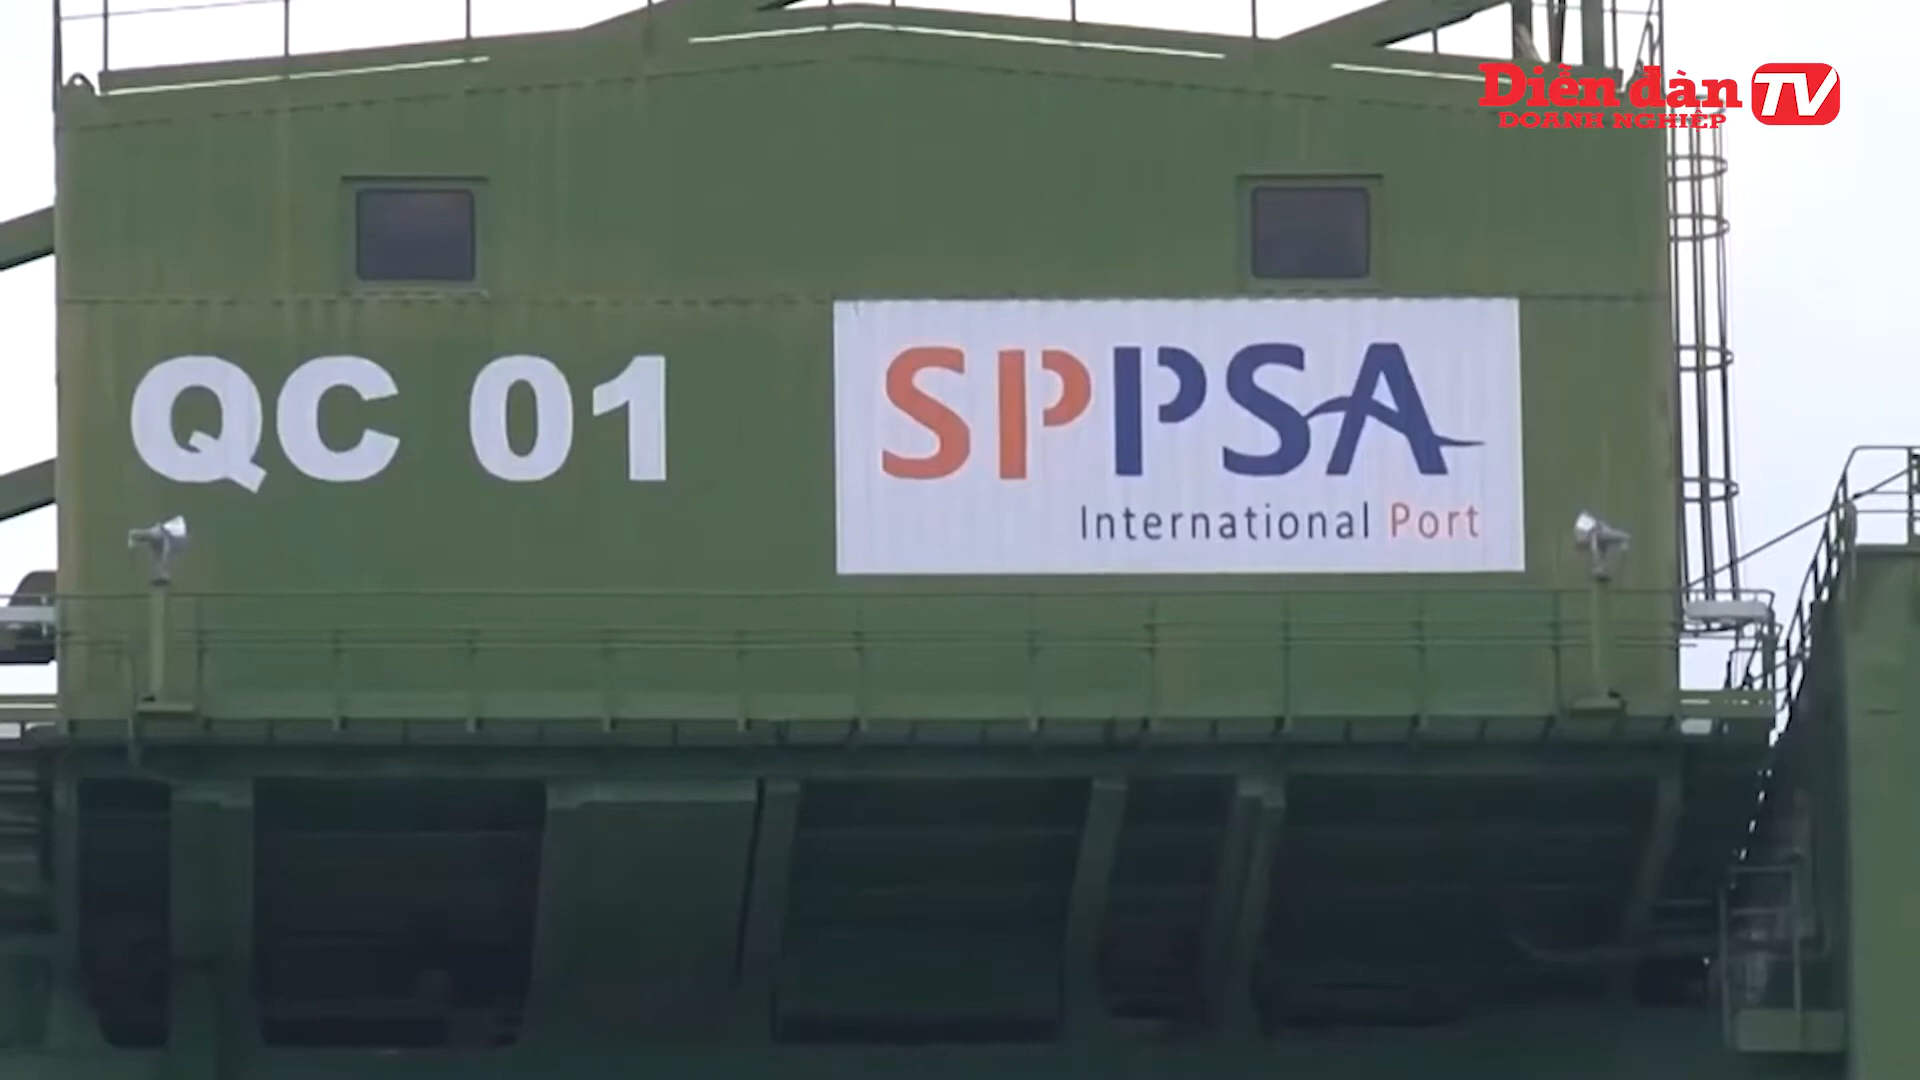 Diễn đàn TV
DOANH NGHIỆP
QC 01
SPPSA
International Port